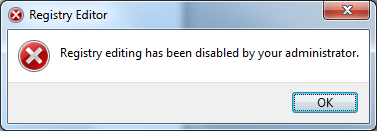 Registry Editor
Registry editing has been disabled by your administrator.
OK